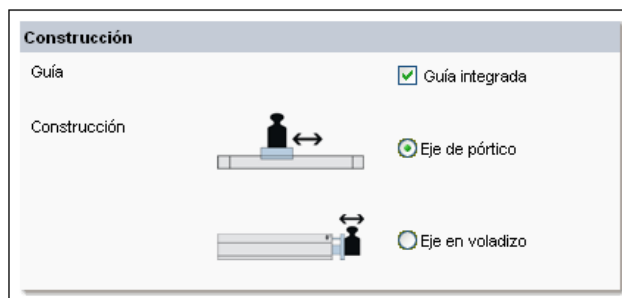 Construcción
Guía
Guía integrada
Construcción
Eje de pórtico
Eje en voladizo